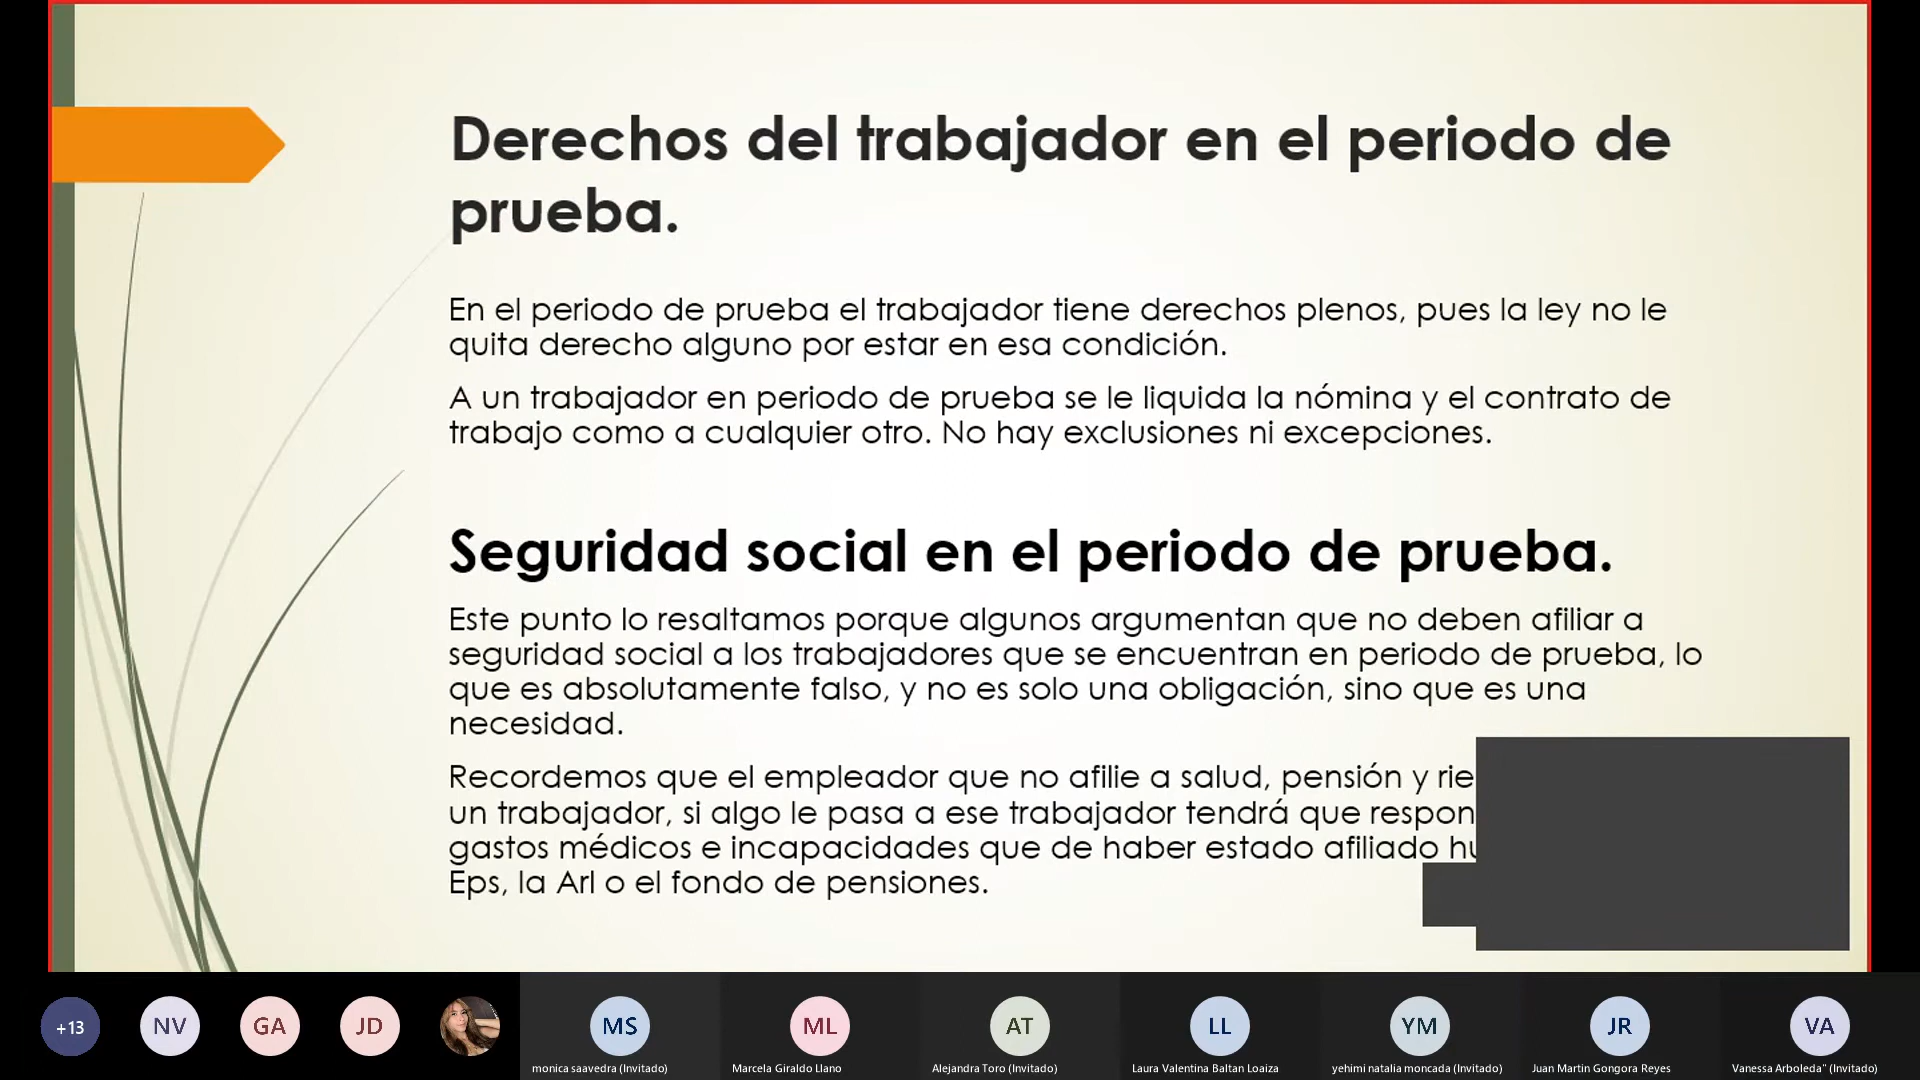 Derechos del trabajador en el periodo de
prueba.
En el periodo de prueba el trabajador tiene derechos plenos, pues la ley no le
quita derecho alguno por estar en esa condición.
A un trabajador en periodo de prueba se le liquida la nómina y el contrato de
trabajo como a cualquier otro. No hay exclusiones ni excepciones.
Seguridad social en el periodo de prueba.
Este punto lo resaltamos porque algunos argumentan que no deben afiliar a
seguridad social a los trabajadores que se encuentran en periodo de prueba, lo
que es absolutamente falso, y no es solo una obligación, sino que es una
necesidad.
Recordemos que el empleador que no afilie a salud, pensión y
un trabajador, si algo le pasa a ese trabajador tendrá que
gastos médicos e incapacidades que de haber estado afiliado
Eps, la Arl o el fondo de pensiones.
+13 NV GA JD MS ML AT LL YM JR VA
monica saavedra (Invitado) Marcela Giraldo Llano Alejandra Toro (Invitado) Laura Valentina Baltan Loaiza yehimi natalia moncada (Invitado) Juan Martin Gongora Reyes Vanessa Arboleda" (Invitado)